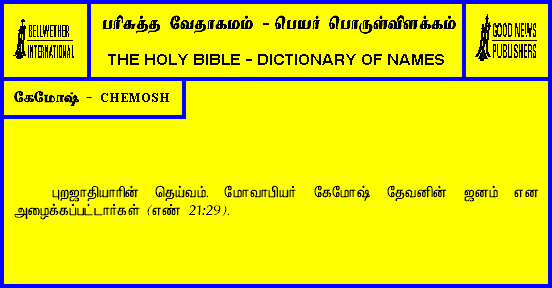 BELLWETHER
INTERNATIONAL
பரிசுத்த வேதாகமம் - பெயர் பொருள்விளக்கம்
THE HOLY BIBLE - DICTIONARY OF NAMES
GOOD NEWS
PUBLISHERS
கேமோஷ் - CHEMOSH
புறஜாதியாரின் தெய்வம். மோவாபியர் கேமோஷ் தேவனின் ஜனம் என
அழைக்கப்பட்டார்கள் (எண் 21:29).